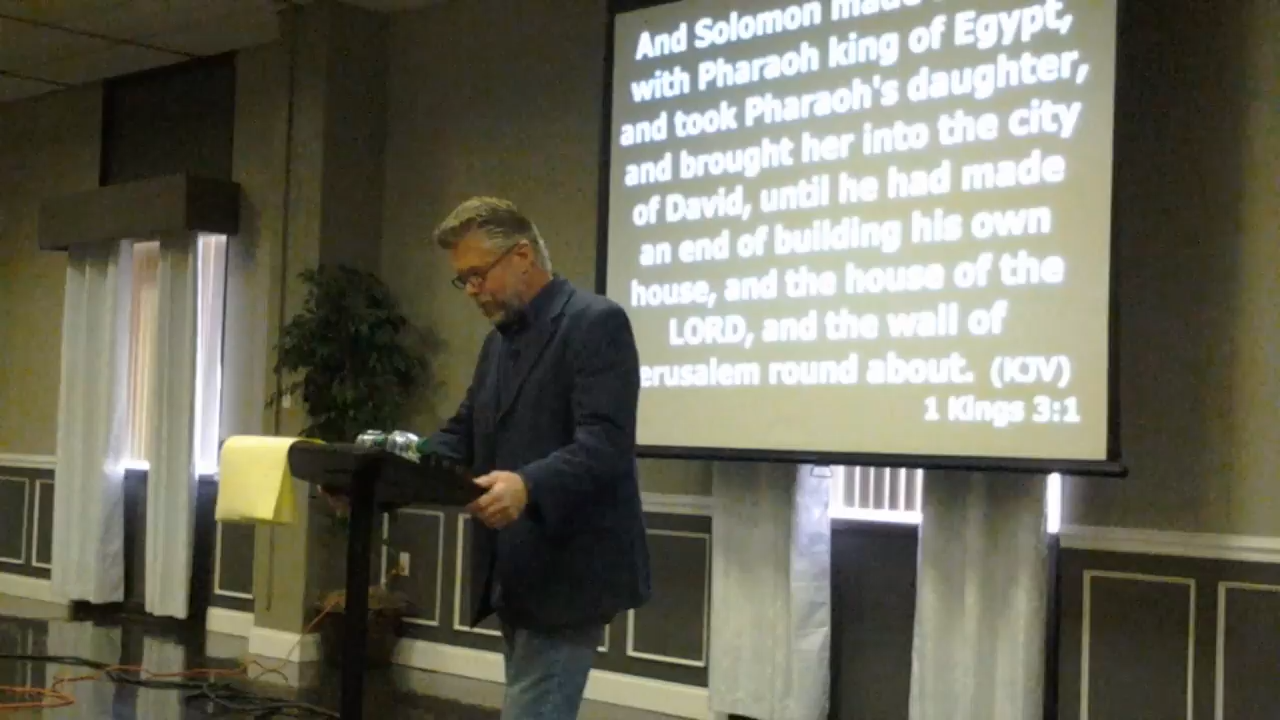 And Solomon made
with Pharaoh king of Egypt,
and took Pharaoh's daughter,
and brought her into the city
of David, until he had made
an end of building his own
house, and the house of the
LORD, and the wall of
erusalem round about. (KJV)
1 Kings 3:1